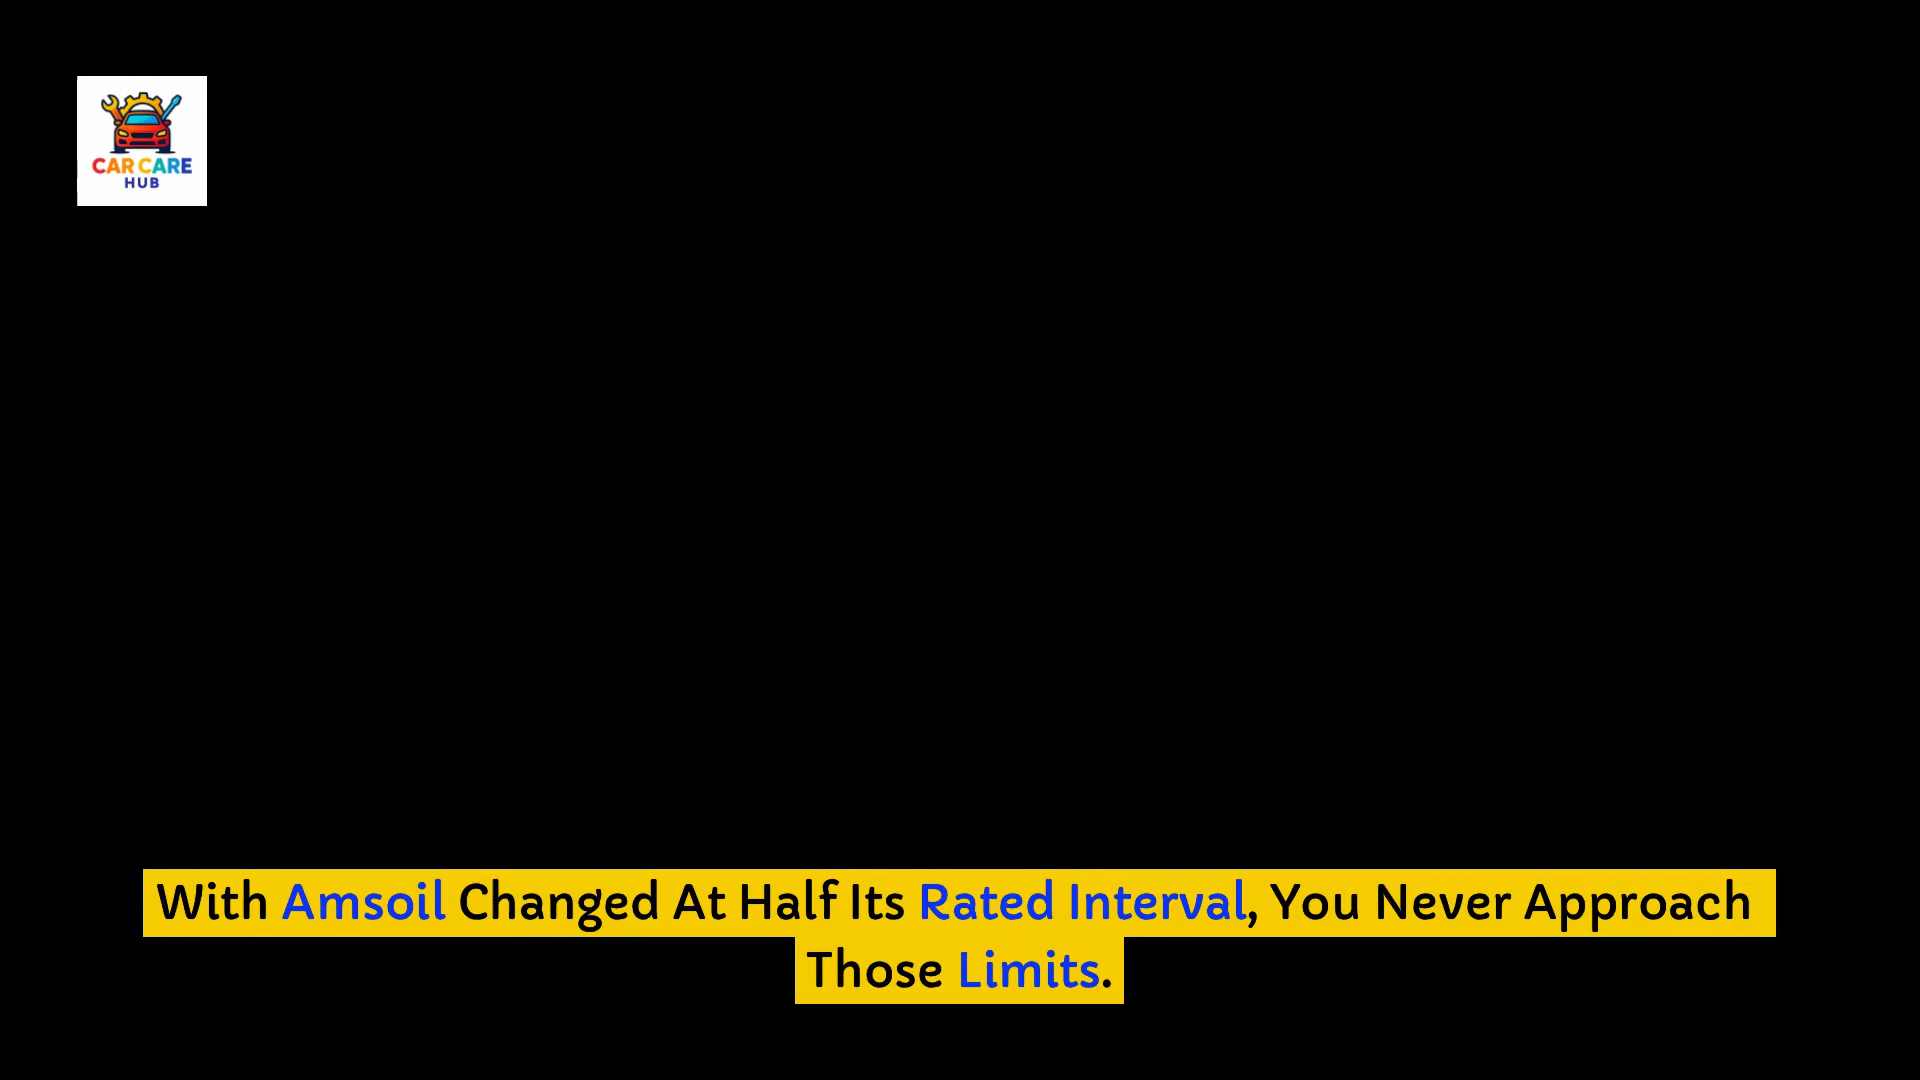 CAR CARE
HUB
With Amsoil Changed At Half Its Rated Interval, You Never Approach
Those Limits.